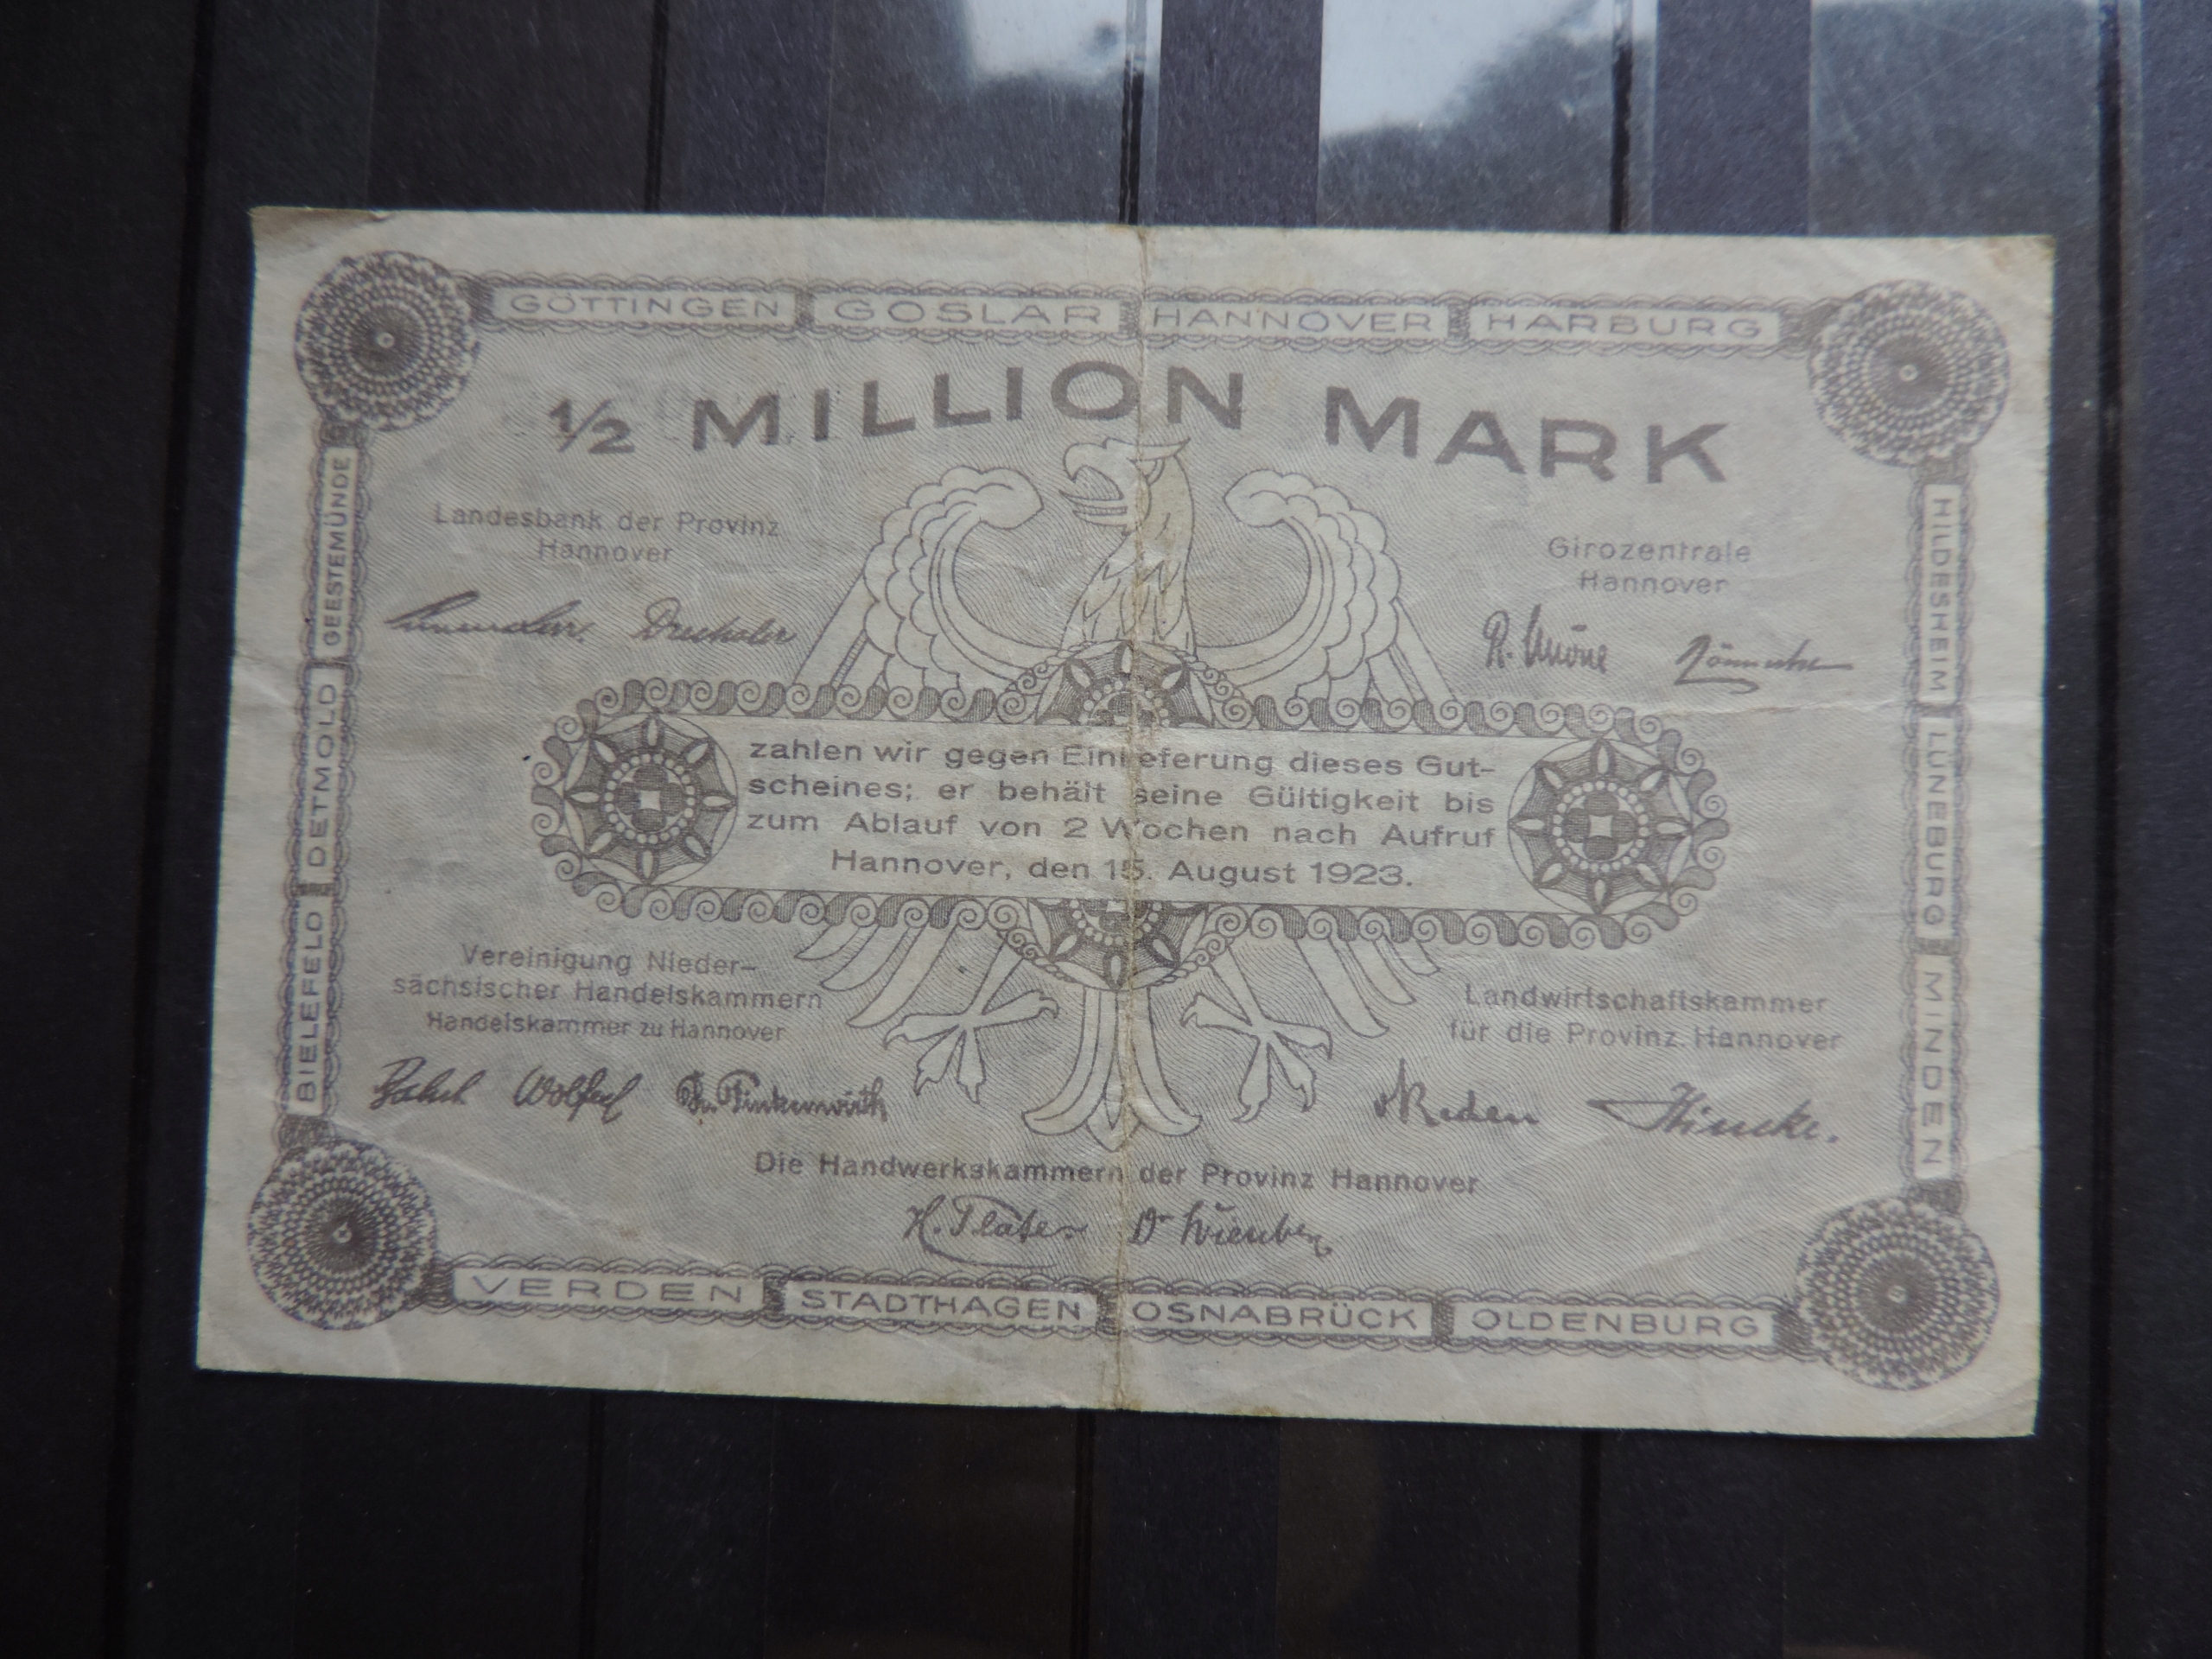 GÖTTINGEN GOSLAR HANNOVER HARBURG
½ MILLION MARK
Landesbank der Provinz
Hannover
Girozentrale
Hannover
Drechsler
zahlen wir gegen Einlieferung dieses Gut-
scheines; er behält seine Gültigkeit bis
zum Ablauf von 2 Wochen nach Aufruf
Hannover, den 15. August 1923.
Vereinigung Nieder-
sächsischer Handelskammern
Handelskammer zu Hannover
Landwirtschaftskammer
für die Provinz Hannover
Die Handwerkskammern der Provinz Hannover
H. Plate
VERDEN STADTHAGEN OSNABRÜCK OLDENBURG
BIELEFELD DETMOLD GEESTEMÜNDE
HILDESHEIM LÜNEBURG MINDEN